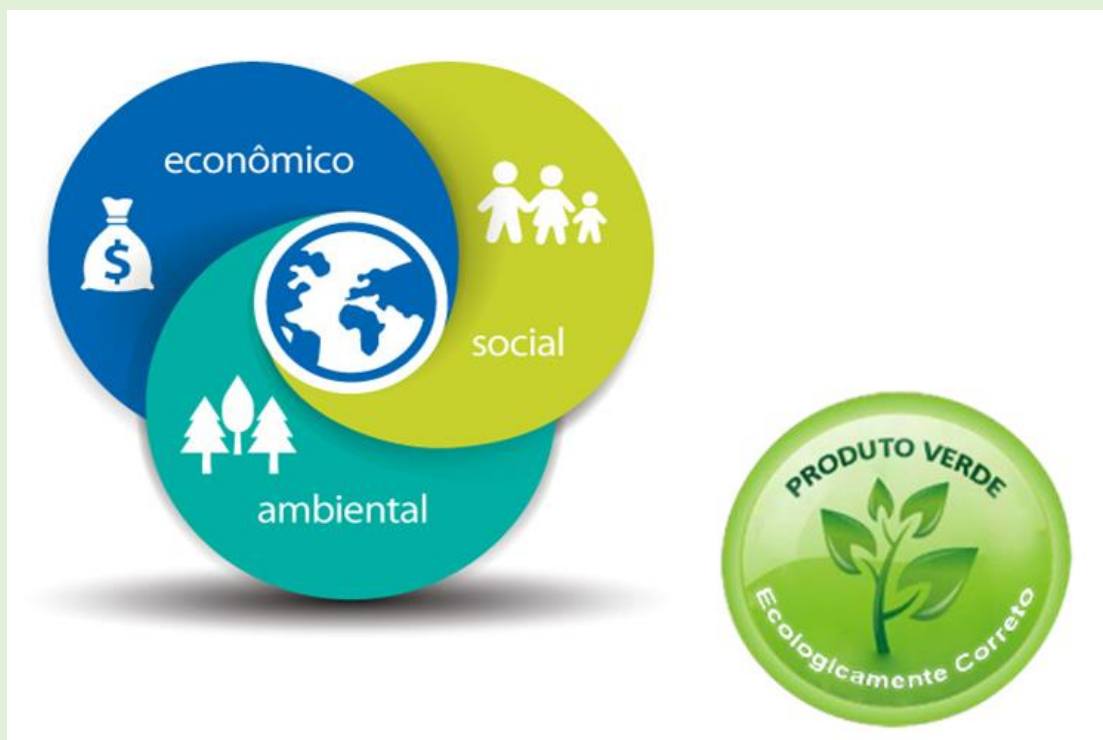 econômico
$
social
ambiental
PRODUTO VERDE
Ecologicamente Correto